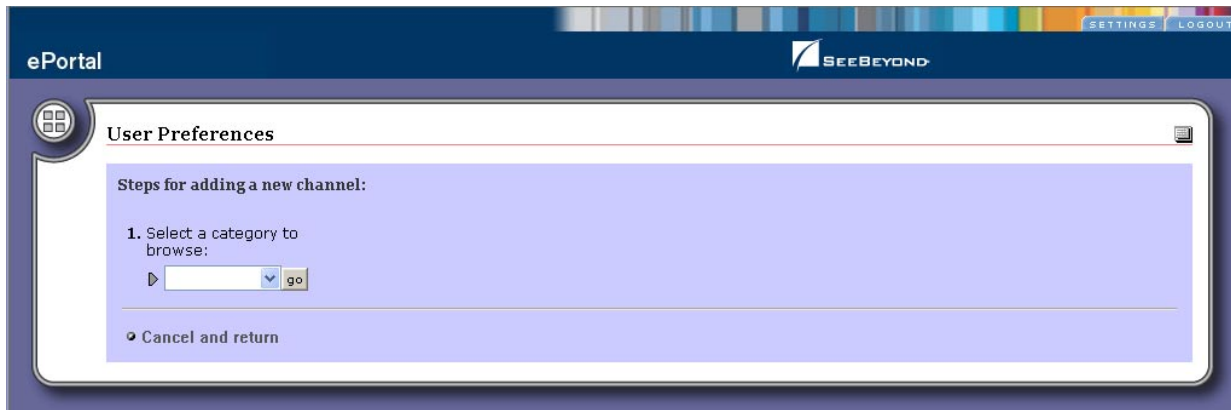 SETTINGS LOGOUT
ePortal
SEEBEYOND
User Preferences
Steps for adding a new channel:
1. Select a category to
browse:
go
Cancel and return